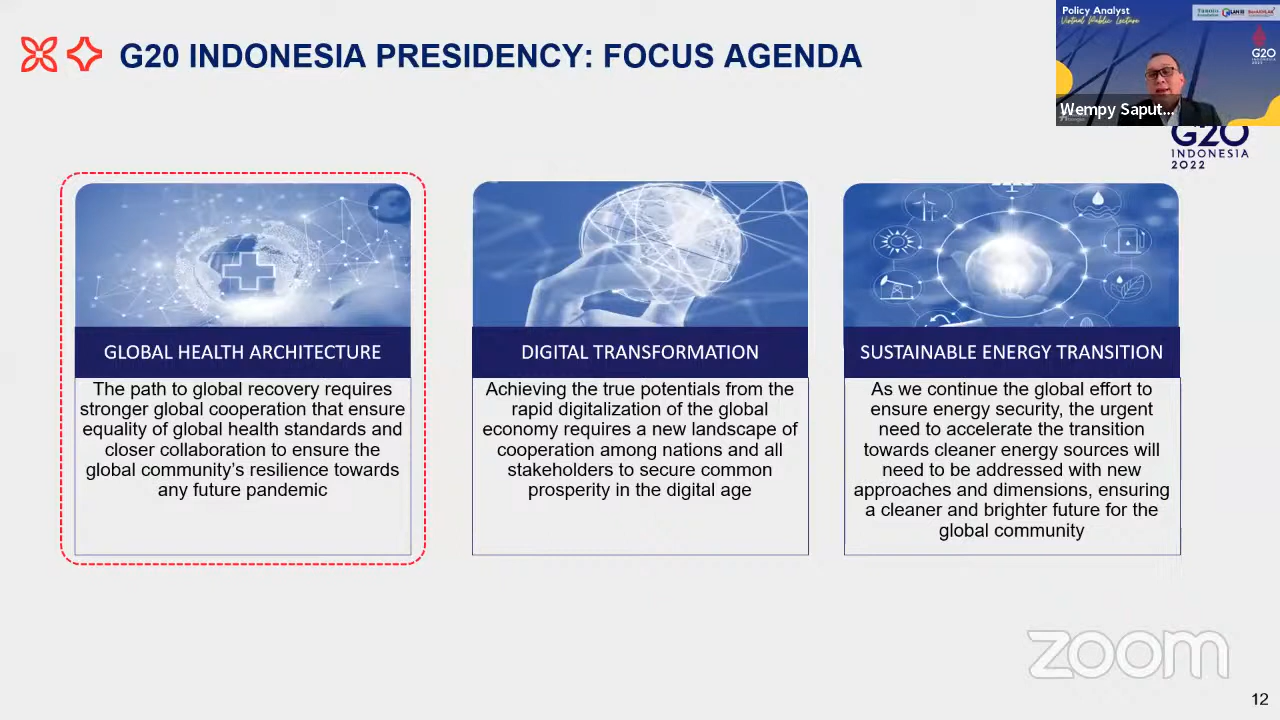 G20 INDONESIA PRESIDENCY: FOCUS AGENDA
Policy Analyst
Virtual Public Lecture
G20
Wempy Saput...
G20
INDONESIA
2022
GLOBAL HEALTH ARCHITECTURE
The path to global recovery requires
stronger global cooperation that ensure
equality of global health standards and
closer collaboration to ensure the
global community's resilience towards
any future pandemic
DIGITAL TRANSFORMATION
Achieving the true potentials from the
rapid digitalization of the global
economy requires a new landscape of
cooperation among nations and all
stakeholders to secure common
prosperity in the digital age
SUSTAINABLE ENERGY TRANSITION
As we continue the global effort to
ensure energy security, the urgent
need to accelerate the transition
towards cleaner energy sources will
need to be addressed with new
approaches and dimensions, ensuring
a cleaner and brighter future for the
global community
zoom
12